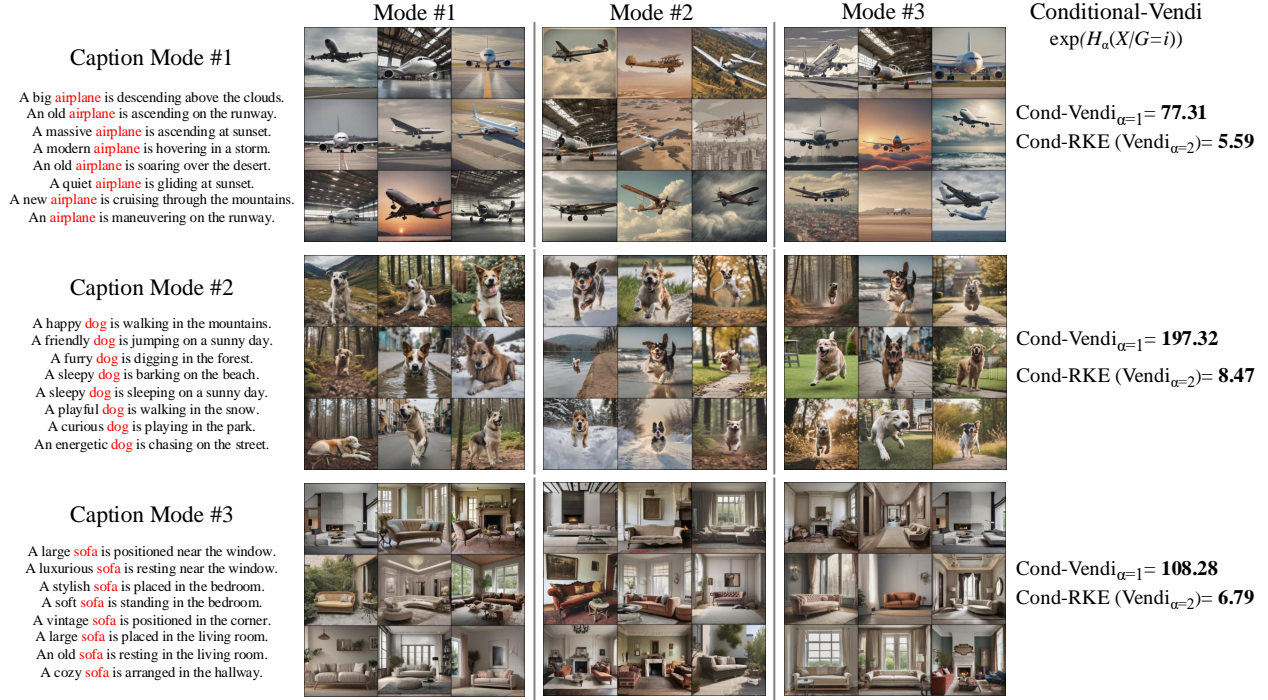 Mode #1
Mode #2
Mode #3
Conditional-Vendi
exp(H_α(X/G=i))
Caption Mode #1
A big airplane is descending above the clouds.
An old airplane is ascending on the runway.
A massive airplane is ascending at sunset.
A modern airplane is hovering in a storm.
An old airplane is soaring over the desert.
A quiet airplane is gliding at sunset.
A new airplane is cruising through the mountains.
An airplane is maneuvering on the runway.
Cond-Vendi_α=1= 77.31
Cond-RKE (Vendi_α=2)= 5.59
Caption Mode #2
A happy dog is walking in the mountains.
A friendly dog is jumping on a sunny day.
A furry dog is digging in the forest.
A sleepy dog is barking on the beach.
A sleepy dog is sleeping on a sunny day.
A playful dog is walking in the snow.
A curious dog is playing in the park.
An energetic dog is chasing on the street.
Cond-Vendi_α=1= 197.32
Cond-RKE (Vendi_α=2)= 8.47
Caption Mode #3
A large sofa is positioned near the window.
A luxurious sofa is resting near the window.
A stylish sofa is placed in the bedroom.
A soft sofa is standing in the bedroom.
A vintage sofa is positioned in the corner.
A large sofa is placed in the living room.
An old sofa is resting in the living room.
A cozy sofa is arranged in the hallway.
Cond-Vendi_α=1= 108.28
Cond-RKE (Vendi_α=2)= 6.79